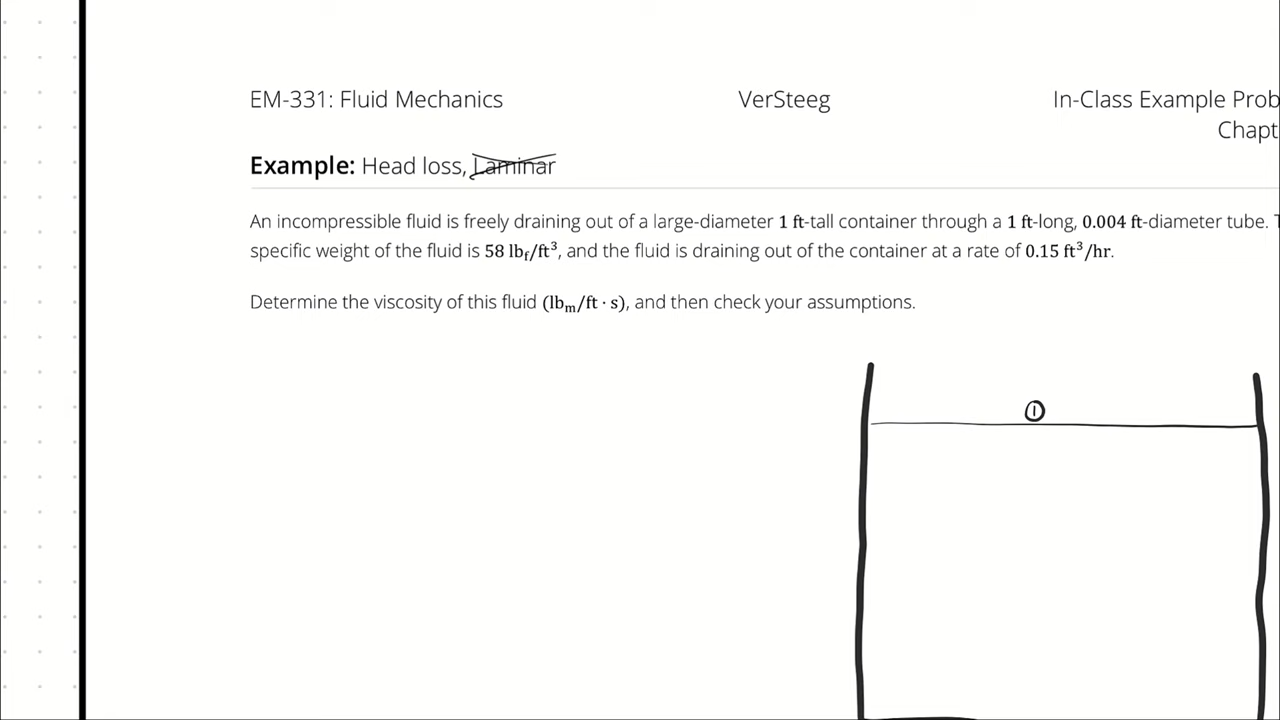 EM-331: Fluid Mechanics VerSteeg In-Class Example Prob
Chapt
Example: Head loss, Laminar
An incompressible fluid is freely draining out of a large-diameter 1 ft-tall container through a 1 ft-long, 0.004 ft-diameter tube. T
specific weight of the fluid is 58 lb_f/ft³, and the fluid is draining out of the container at a rate of 0.15 ft³/hr.
Determine the viscosity of this fluid (lb_m/ft · s), and then check your assumptions.
①